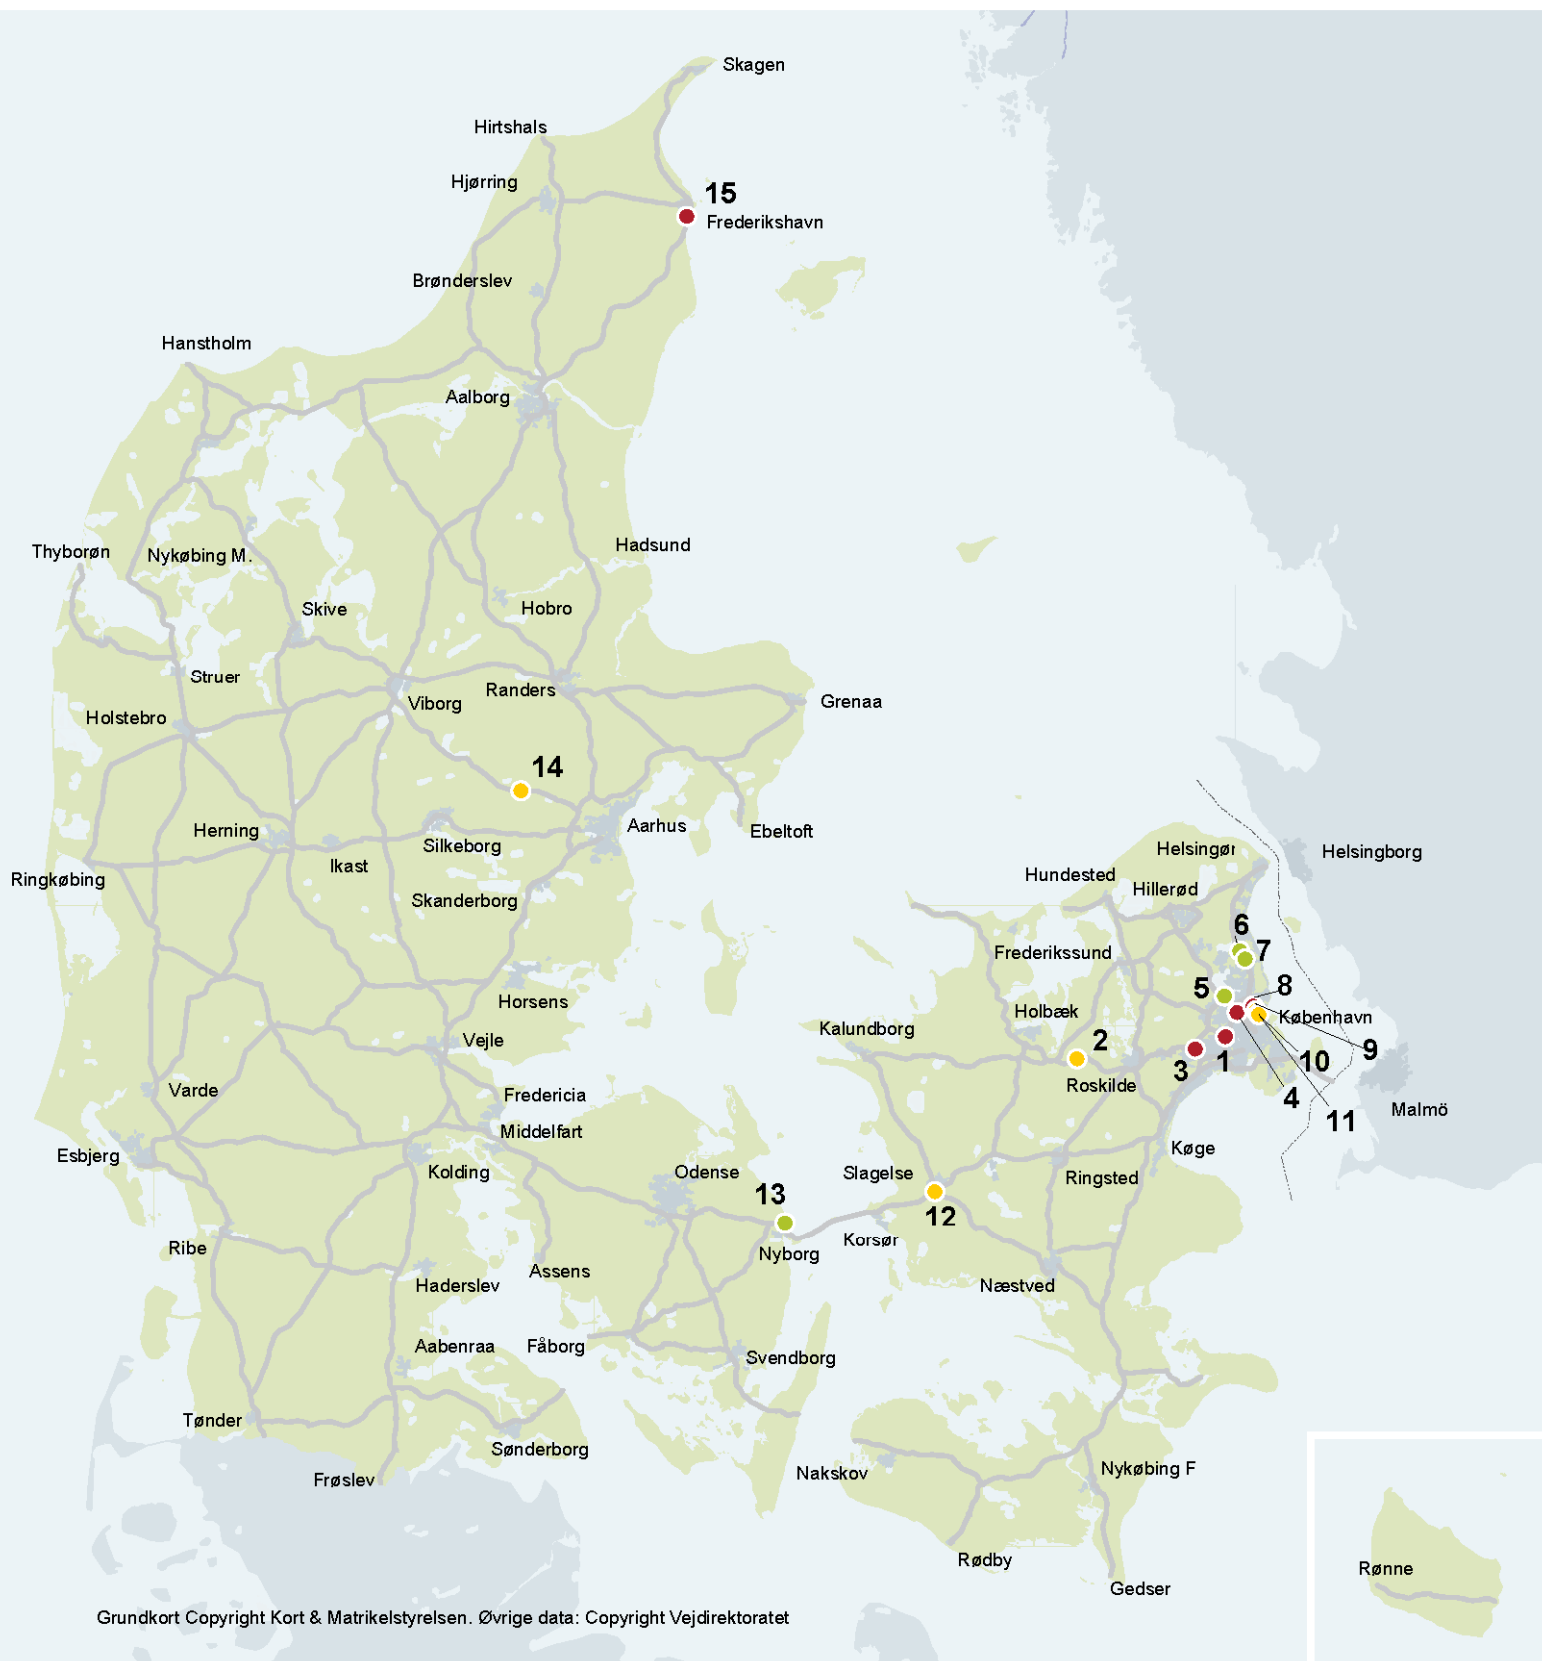 Skagen
Hirtshals
Hjørring
15
Frederikshavn
Brønderslev
Hanstholm
Aalborg
Thyborøn
Nykøbing M.
Hadsund
Skive
Hobro
Struer
Randers
Viborg
Grenaa
Holstebro
14
Herning
Aarhus
Ebeltoft
Silkeborg
Ikast
Ringkøbing
Skanderborg
Helsingør
Helsingborg
Hundested
Hillerød
6
7
Frederikssund
5
8
Horsens
Holbæk
København
Kalundborg
Vejle
2
9
1
10
3
Roskilde
4
Varde
Fredericia
11
Malmö
Middelfart
Esbjerg
Køge
Kolding
Odense
Slagelse
Ringsted
13
12
Korsør
Ribe
Nyborg
Assens
Haderslev
Næstved
Aabenraa
Fåborg
Svendborg
Tønder
Sønderborg
Frøslev
Nakskov
Nykøbing F
Rødby
Rønne
Gedser
Grundkort Copyright Kort & Matrikelstyrelsen. Øvrige data: Copyright Vejdirektoratet